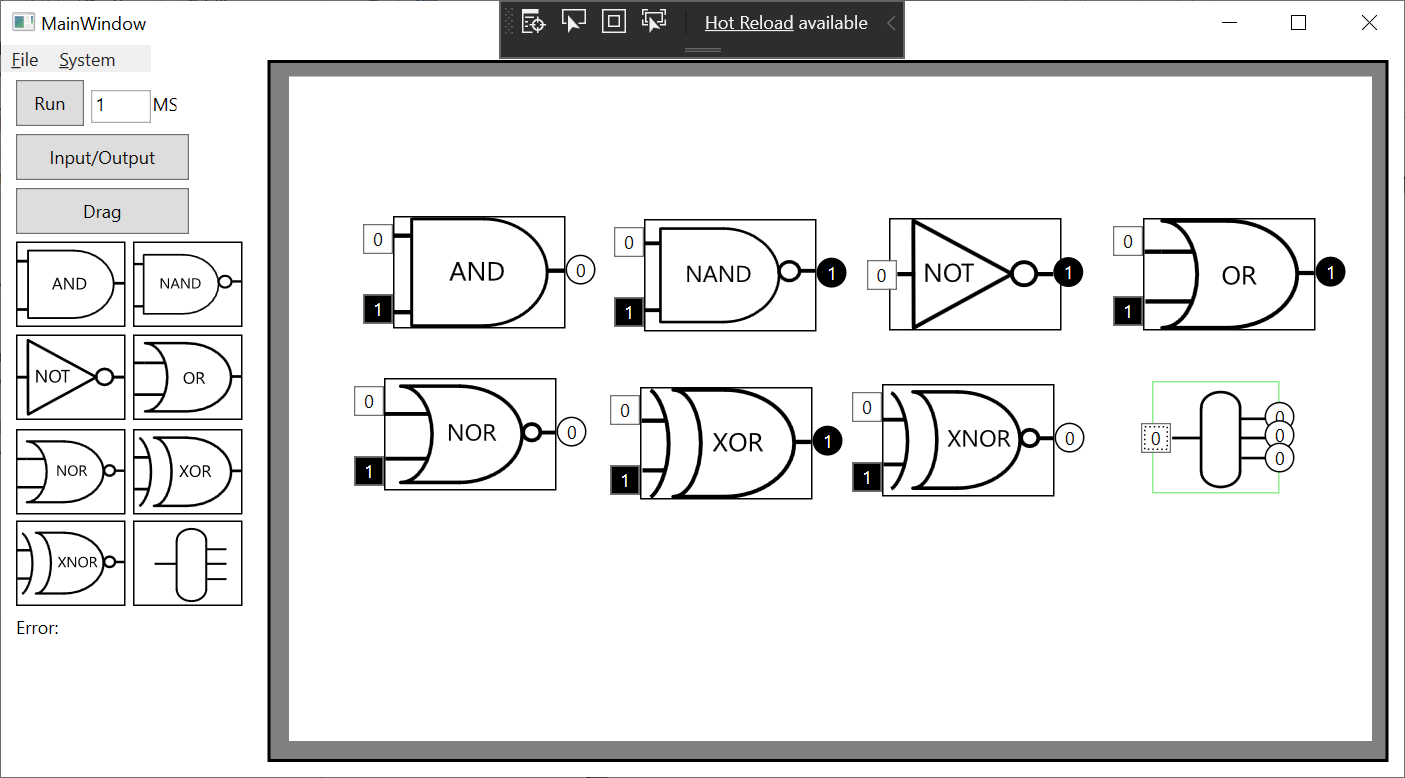 MainWindow
Hot Reload available
File System
Run 1 MS
Input/Output
Drag
AND NAND
NOT OR
NOR XOR
XNOR
Error:
0 0 0
AND 0 NAND 1 0 NOT 1 OR 1
1 1 1
0 0 0
NOR 0 XOR 1 XNOR 0 0 0 0 0
1 1 1